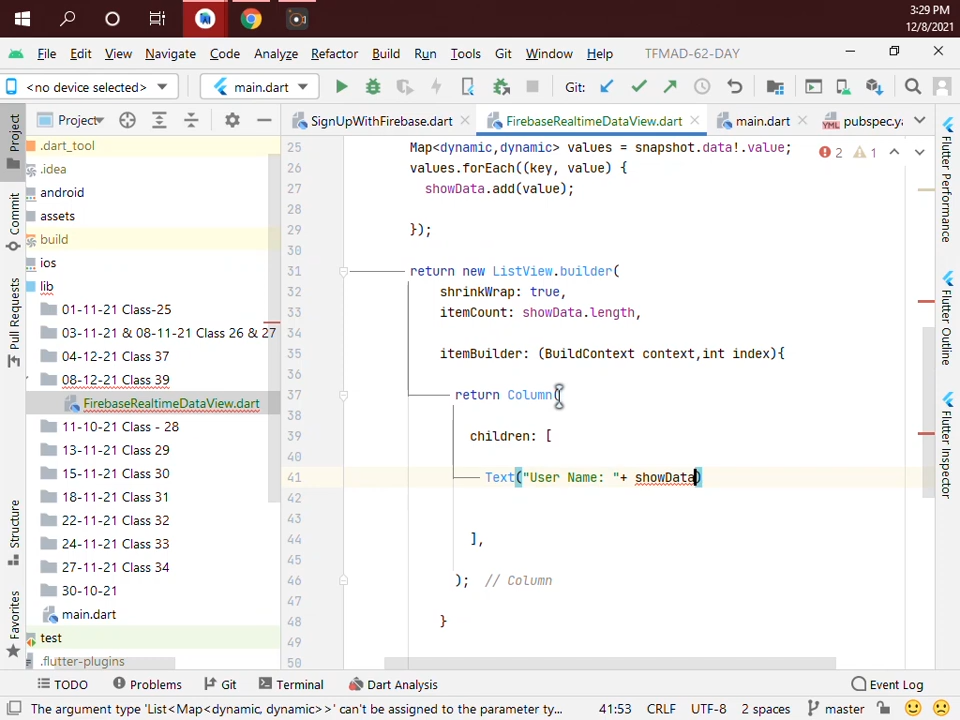 3:29 PM
12/8/2021
File Edit View Navigate Code Analyze Refactor Build Run Tools Git Window Help TFMAD-62-DAY
<no device selected> main.dart Git:
Project SignUpWithFirebase.dart FirebaseRealtimeDataView.dart main.dart pubspec.ya
Project
Commit
Pull Requests
Structure
Favorites
.dart_tool
.idea
android
assets
build
ios
lib
01-11-21 Class-25
03-11-21 & 08-11-21 Class 26 & 27
04-12-21 Class 37
08-12-21 Class 39
FirebaseRealtimeDataView.dart
11-10-21 Class - 28
13-11-21 Class 29
15-11-21 Class 30
18-11-21 Class 31
22-11-21 Class 32
24-11-21 Class 33
27-11-21 Class 34
30-10-21
main.dart
test
.flutter-plugins
2 1
25 Map<dynamic,dynamic> values = snapshot.data!.value;
26 values.forEach((key, value) {
27 showData.add(value);
28
29 });
30
31 return new ListView.builder(
32 shrinkWrap: true,
33 itemCount: showData.length,
34
35 itemBuilder: (BuildContext context,int index){
36
37 return Column(
38
39 children: [
40
41 Text("User Name: "+ showData)
42
43
44 ],
45
46 ); // Column
47
48 }
49
50
Flutter Performance
Flutter Outline
Flutter Inspector
TODO Problems Git Terminal Dart Analysis Event Log
The argument type 'List<Map<dynamic, dynamic>>' can't be assigned to the parameter ty... 41:53 CRLF UTF-8 2 spaces master